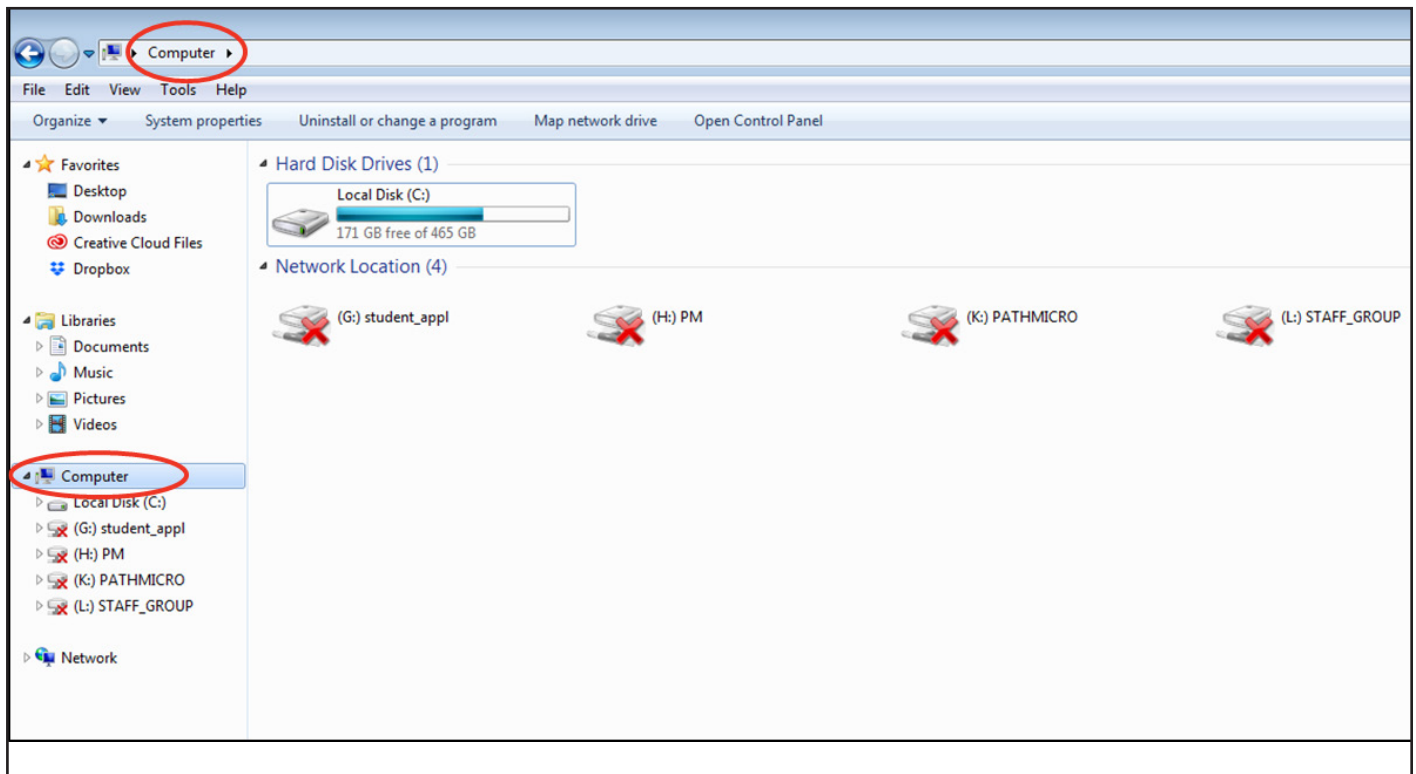 Computer
File Edit View Tools Help
Organize System properties Uninstall or change a program Map network drive Open Control Panel
Favorites
Desktop
Downloads
Creative Cloud Files
Dropbox
Libraries
Documents
Music
Pictures
Videos
Computer
Local Disk (C:)
(G:) student_appl
(H:) PM
(K:) PATHMICRO
(L:) STAFF_GROUP
Network
Hard Disk Drives (1)
Local Disk (C:)
171 GB free of 465 GB
Network Location (4)
(G:) student_appl (H:) PM (K:) PATHMICRO (L:) STAFF_GROUP